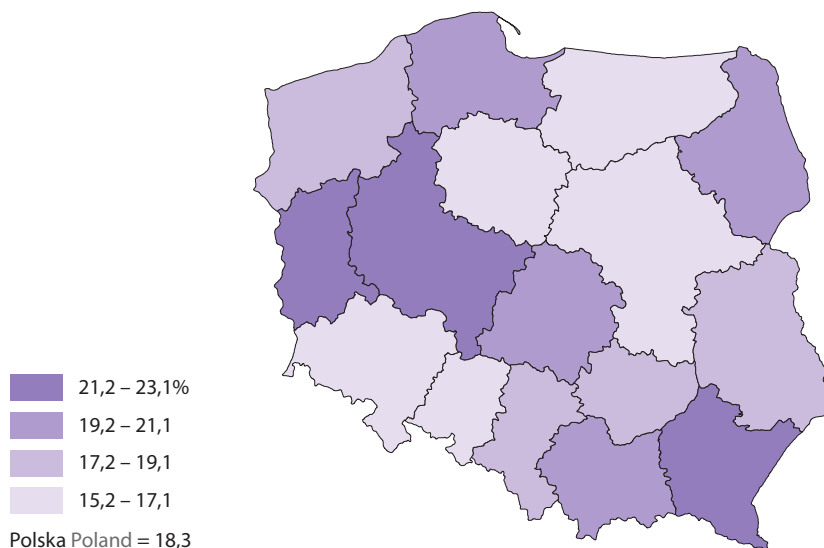 21,2 – 23,1%
19,2 – 21,1
17,2 – 19,1
15,2 – 17,1
Polska Poland = 18,3